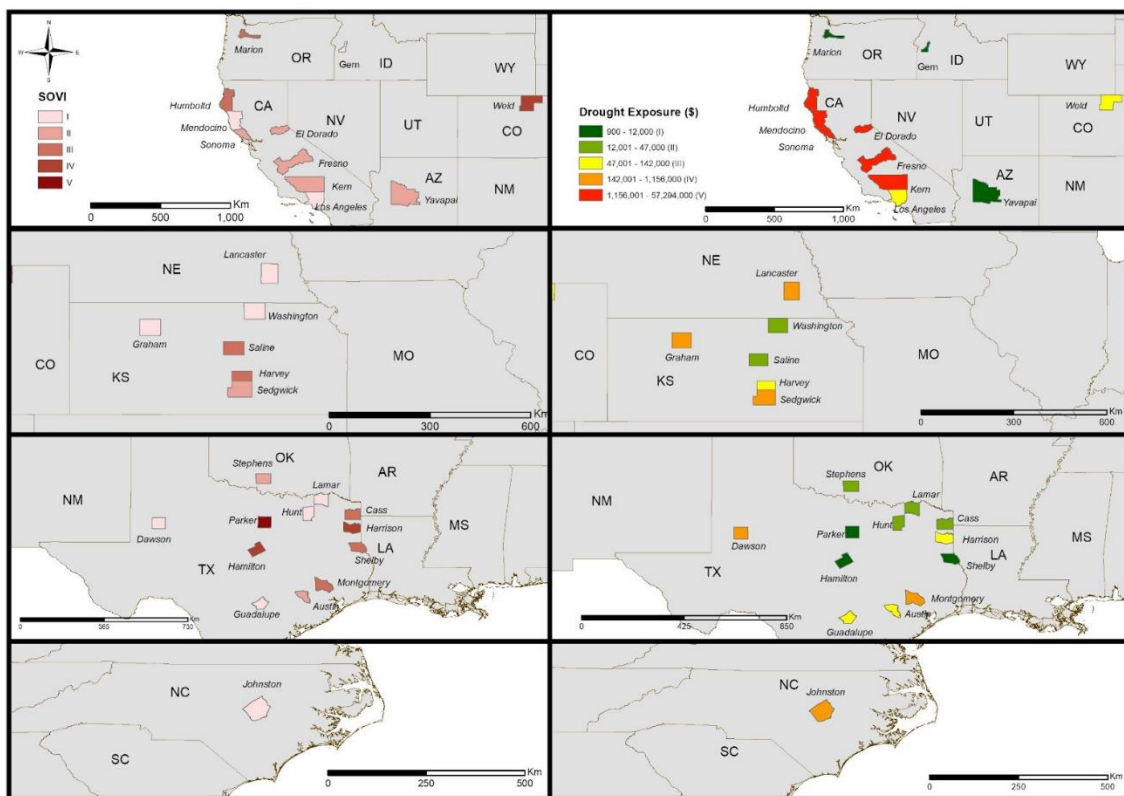 N
W E
S
SOVI
I
II
III
IV
V
Marion
OR
Gem
ID
WY
Humboltd
CA
NV
UT
Weld
CO
Mendocino
El Dorado
Sonoma
Fresno
AZ
Kern
NM
Los Angeles
Yavapai
Km
0 500 1,000
Drought Exposure ($)
900 - 12,000 (I)
12,001 - 47,000 (II)
47,001 - 142,000 (III)
142,001 - 1,156,000 (IV)
1,156,001 - 57,294,000 (V)
Marion
OR
Gem
ID
WY
Humboltd
CA
NV
UT
Weld
CO
Mendocino
El Dorado
Sonoma
Fresno
AZ
Kern
NM
Los Angeles
Yavapai
Km
0 500 1,000
NE
Lancaster
Washington
Graham
Saline
CO
KS
MO
Harvey
Sedgwick
Km
0 300 600
NE
Lancaster
Washington
Graham
Saline
CO
KS
MO
Harvey
Sedgwick
Km
0 300 600
OK
Stephens
AR
Lamar
NM
Hunt
Cass
Parker
Harrison
MS
Dawson
LA
Hamilton
Shelby
TX
Montgomery
Austin
Guadalupe
Km
0 365 730
OK
Stephens
AR
Lamar
NM
Hunt
Cass
Parker
Harrison
MS
Dawson
LA
Hamilton
Shelby
TX
Montgomery
Austin
Guadalupe
Km
0 425 850
NC
Johnston
SC
Km
0 250 500
NC
Johnston
SC
Km
0 250 500